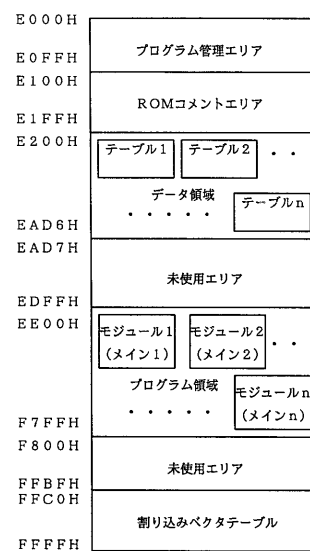 E000H
プログラム管理エリア
E0FFH
E100H
ROMコメントエリア
E1FFH
E200H
テーブル1 テーブル2 ・・
データ領域
・・・・・ テーブルn
EAD6H
EAD7H
未使用エリア
EDFFH
EE00H
モジュール1 モジュール2
(メイン1) (メイン2) ・・
プログラム領域 モジュールn
・・・・・ (メインn)
F7FFH
F800H
未使用エリア
FFBFH
FFC0H
割り込みベクタテーブル
FFFFH